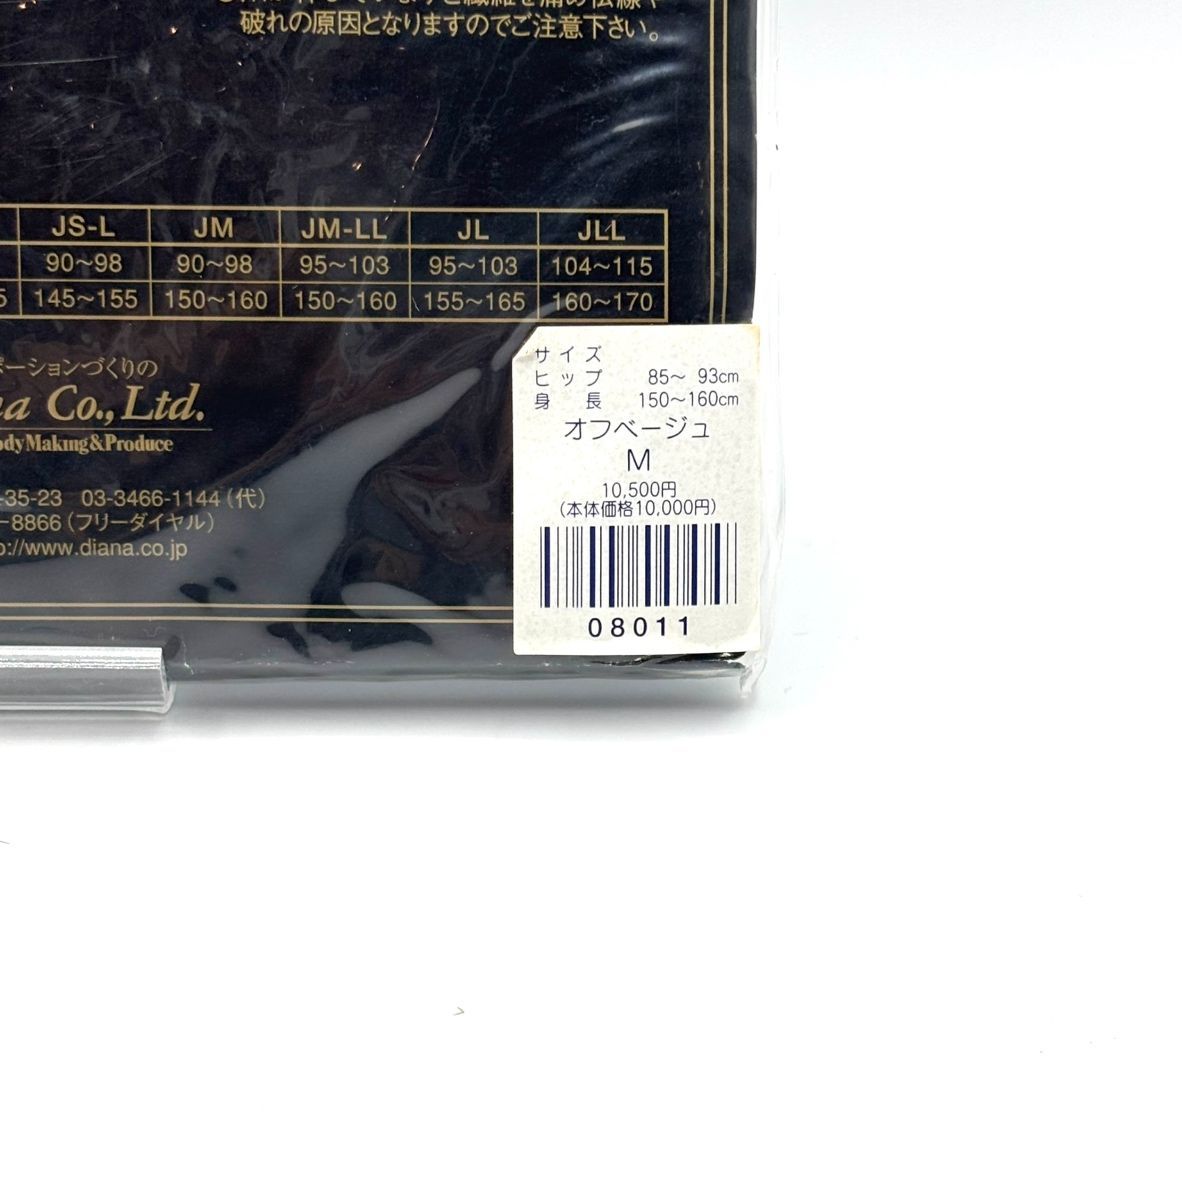 破れの原因となりますのでご注意下さい。
JS-L JM JM-LL JL JLL
90～98 90～98 95～103 95～103 104～115
145～155 150～160 150～160 155～165 160～170
サイズ
ヒップ 85～ 93cm
身長 150～160cm
オフベージュ
M
10,500円
(本体価格10,000円)
08011
ポーションづくりの
na Co.,Ltd.
ody Making&Produce
-35-23 03-3466-1144(代)
-8866(フリーダイヤル)
p://www.diana.co.jp